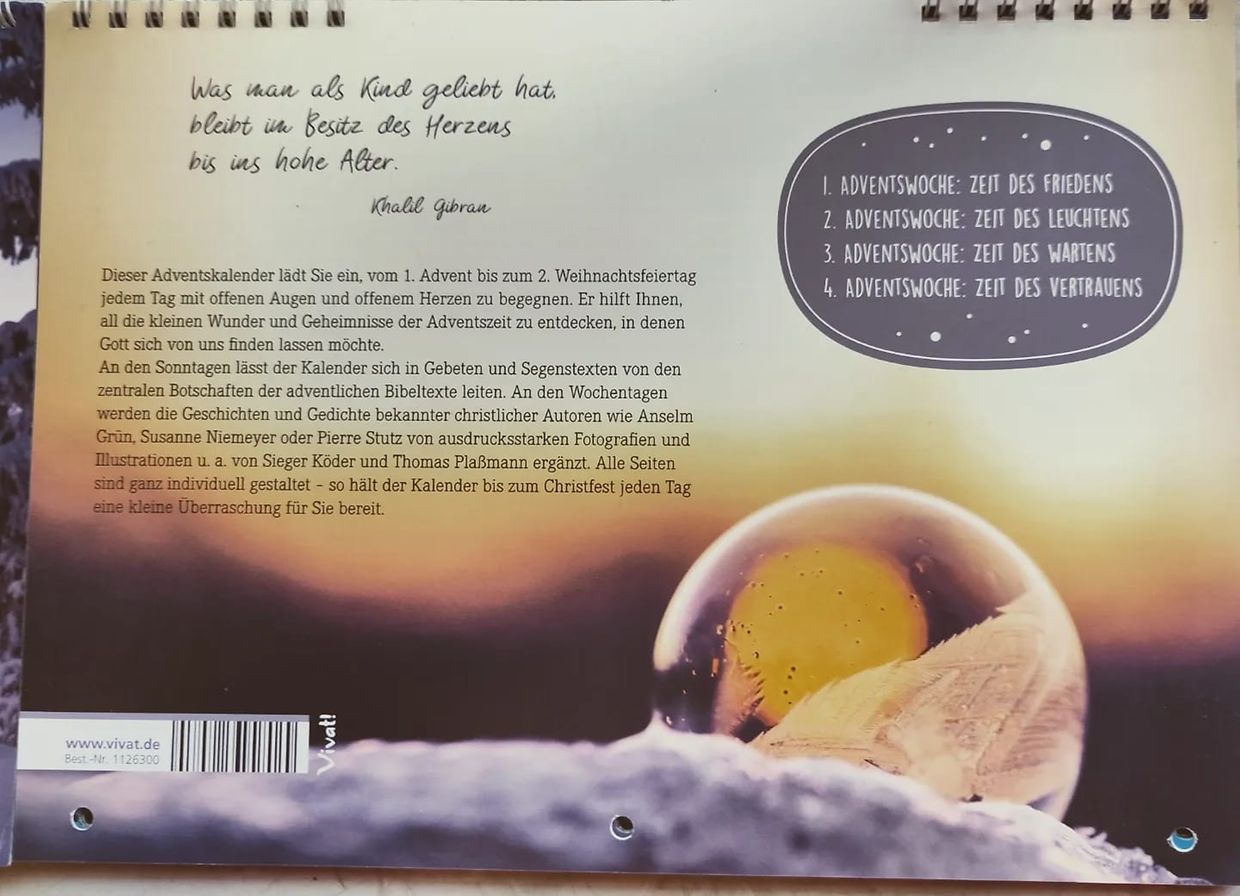 Was man als Kind geliebt hat,
bleibt im Besitz des Herzens
bis ins hohe Alter.
Khalil Gibran
Dieser Adventskalender lädt Sie ein, vom 1. Advent bis zum 2. Weihnachtsfeiertag
jedem Tag mit offenen Augen und offenem Herzen zu begegnen. Er hilft Ihnen,
all die kleinen Wunder und Geheimnisse der Adventszeit zu entdecken, in denen
Gott sich von uns finden lassen möchte.
An den Sonntagen lässt der Kalender sich in Gebeten und Segenstexten von den
zentralen Botschaften der adventlichen Bibeltexte leiten. An den Wochentagen
werden die Geschichten und Gedichte bekannter christlicher Autoren wie Anselm
Grün, Susanne Niemeyer oder Pierre Stutz von ausdrucksstarken Fotografien und
Illustrationen u. a. von Sieger Köder und Thomas Plaßmann ergänzt. Alle Seiten
sind ganz individuell gestaltet – so hält der Kalender bis zum Christfest jeden Tag
eine kleine Überraschung für Sie bereit.
1. ADVENTSWOCHE: ZEIT DES FRIEDENS
2. ADVENTSWOCHE: ZEIT DES LEUCHTENS
3. ADVENTSWOCHE: ZEIT DES WARTENS
4. ADVENTSWOCHE: ZEIT DES VERTRAUENS
www.vivat.de
Best.-Nr. 1126300
Vivat!